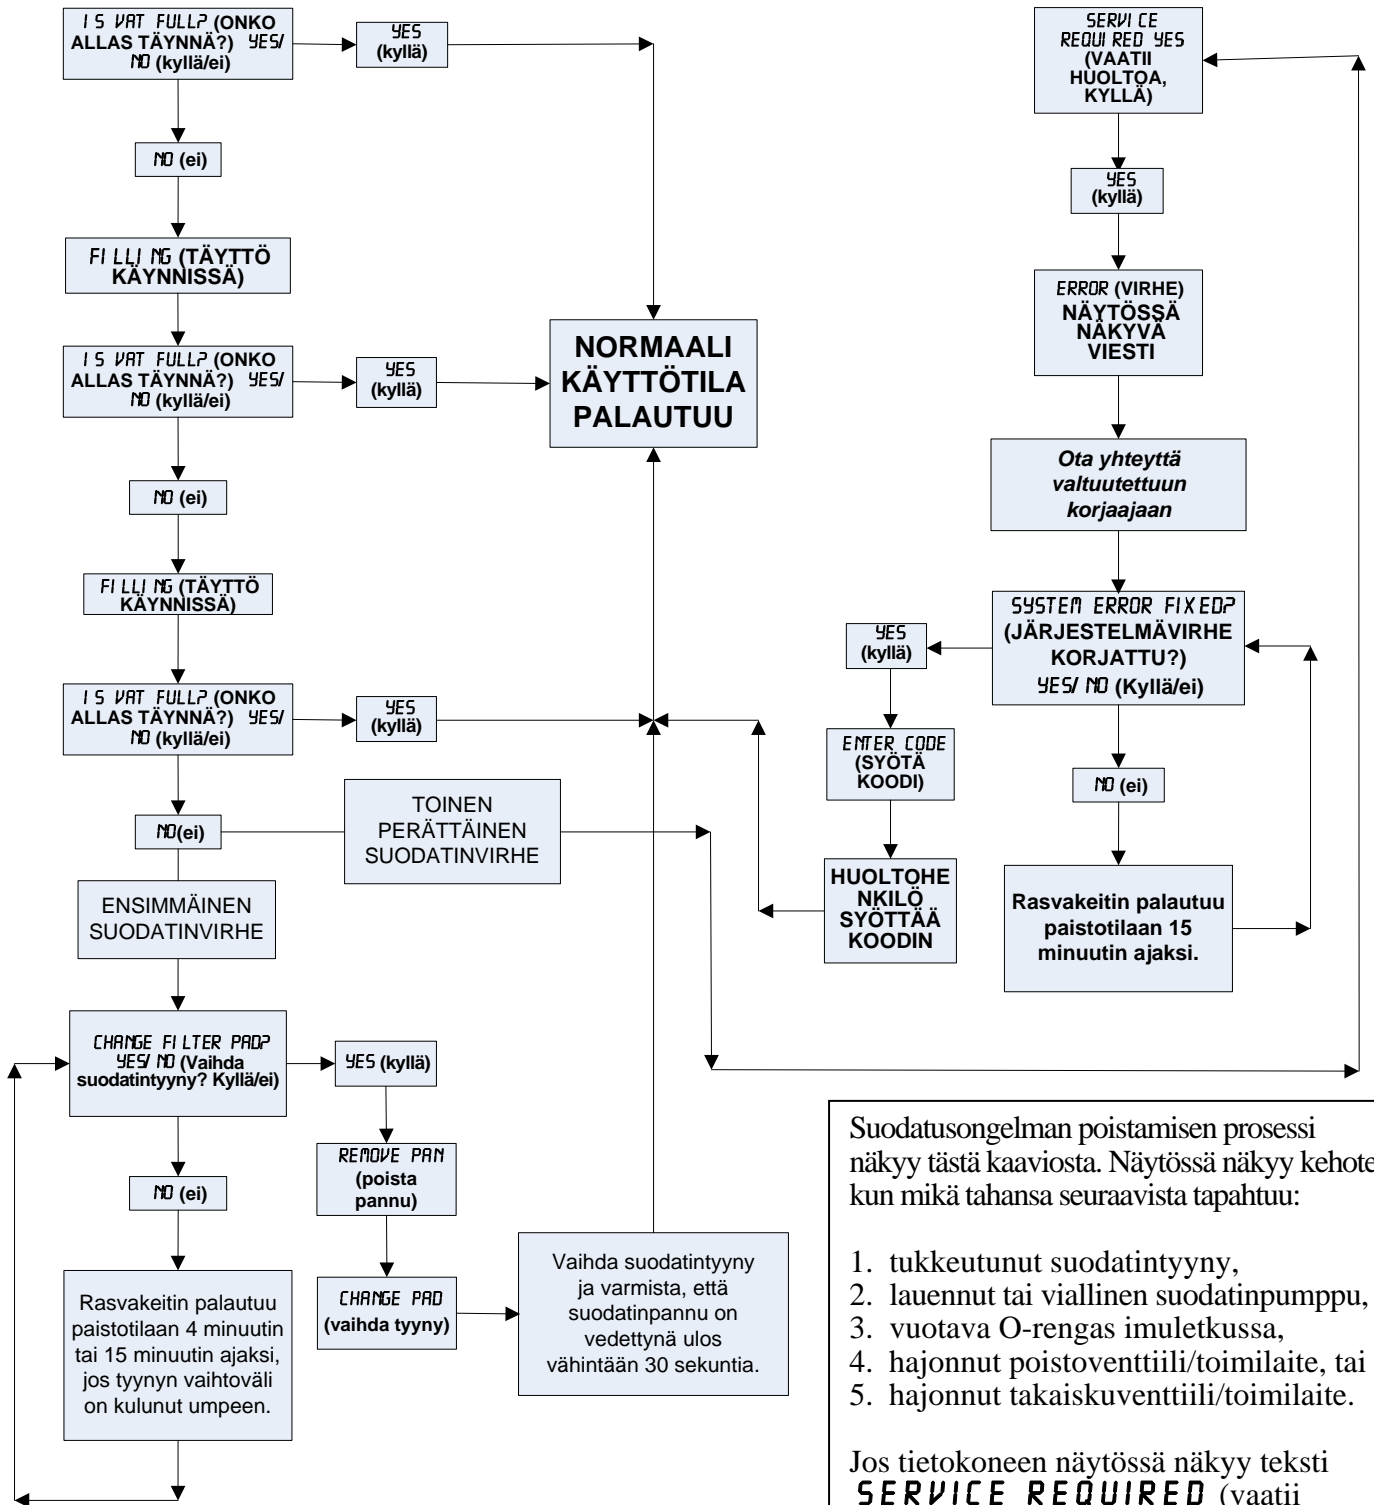 IS VAT FULL? (ONKO
ALLAS TÄYNNÄ?) YES/
NO (kyllä/ei)
YES
(kyllä)
NO (ei)
FILLING (TÄYTTÖ
KÄYNNISSÄ)
IS VAT FULL? (ONKO
ALLAS TÄYNNÄ?) YES/
NO (kyllä/ei)
YES
(kyllä)
NORMAALI
KÄYTTÖTILA
PALAUTUU
NO (ei)
FILLING (TÄYTTÖ
KÄYNNISSÄ)
IS VAT FULL? (ONKO
ALLAS TÄYNNÄ?) YES/
NO (kyllä/ei)
YES
(kyllä)
NO(ei)
TOINEN
PERÄTTÄINEN
SUODATINVIRHE
ENSIMMÄINEN
SUODATINVIRHE
CHANGE FILTER PAD?
YES/ NO (Vaihda
suodatintyyny? Kyllä/ei)
YES (kyllä)
REMOVE PAN
(poista
pannu)
NO (ei)
CHANGE PAD
(vaihda tyyny)
Vaihda suodatintyyny
ja varmista, että
suodatinpannu on
vedettynä ulos
vähintään 30 sekuntia.
Rasvakeitin palautuu
paistotilaan 4 minuutin
tai 15 minuutin ajaksi,
jos tyynyn vaihtoväli
on kulunut umpeen.
SERVICE
REQUIRED YES
(VAATII
HUOLTOA,
KYLLÄ)
YES
(kyllä)
ERROR (VIRHE)
NÄYTÖSSÄ
NÄKYVÄ
VIESTI
Ota yhteyttä
valtuutettuun
korjaajaan
SYSTEM ERROR FIXED?
(JÄRJESTELMÄVIRHE
KORJATTU?)
YES/ NO (Kyllä/ei)
YES
(kyllä)
ENTER CODE
(SYÖTÄ
KOODI)
HUOLTOHE
NKILÖ
SYÖTTÄÄ
KOODIN
NO (ei)
Rasvakeitin palautuu
paistotilaan 15
minuutin ajaksi.
Suodatusongelman poistamisen prosessi
näkyy tästä kaaviosta. Näytössä näkyy kehote
kun mikä tahansa seuraavista tapahtuu:
1. tukkeutunut suodatintyyny,
2. lauennut tai viallinen suodatinpumppu,
3. vuotava O-rengas imuletkussa,
4. hajonnut poistoventtiili/toimilaite, tai
5. hajonnut takaiskuventtiili/toimilaite.
Jos tietokoneen näytössä näkyy teksti
SERVICE REQUIRED (vaatii